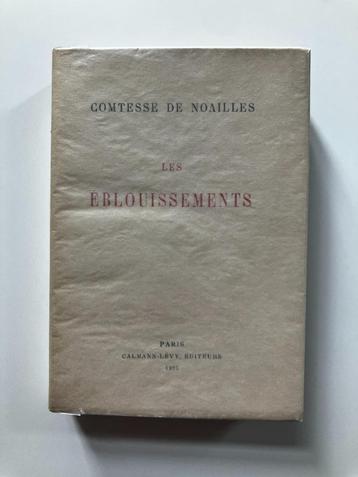 COMTESSE DE NOAILLES
LES
ÉBLOUISSEMENTS
PARIS
CALMANN-LÉVY, ÉDITEURS